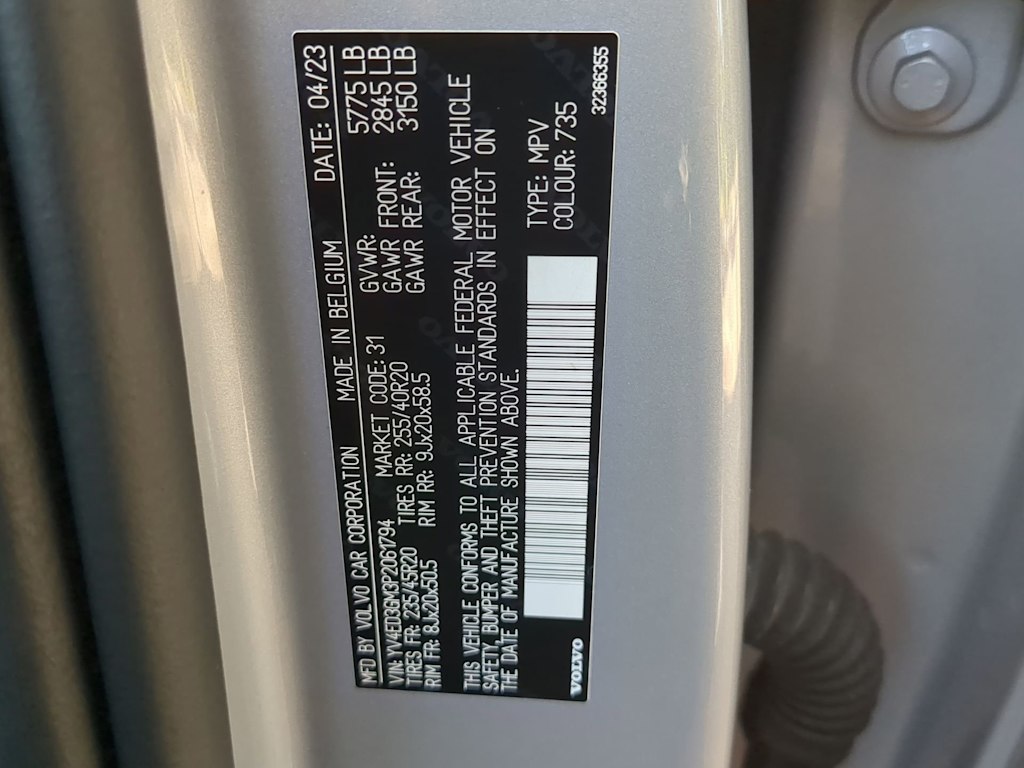 MFD BY VOLVO CAR CORPORATION MADE IN BELGIUM DATE: 04/23
VIN: YV4ED3GM3P2061794 MARKET CODE: 31 GVWR: 5775 LB
TIRES FR: 235/45R20 TIRES RR: 255/40R20 GAWR FRONT: 2845 LB
RIM FR: 8Jx20x50.5 RIM RR: 9Jx20x58.5 GAWR REAR: 3150 LB
THIS VEHICLE CONFORMS TO ALL APPLICABLE FEDERAL MOTOR VEHICLE
SAFETY, BUMPER AND THEFT PREVENTION STANDARDS IN EFFECT ON
THE DATE OF MANUFACTURE SHOWN ABOVE.
TYPE: MPV
COLOUR: 735
VOLVO
32366355